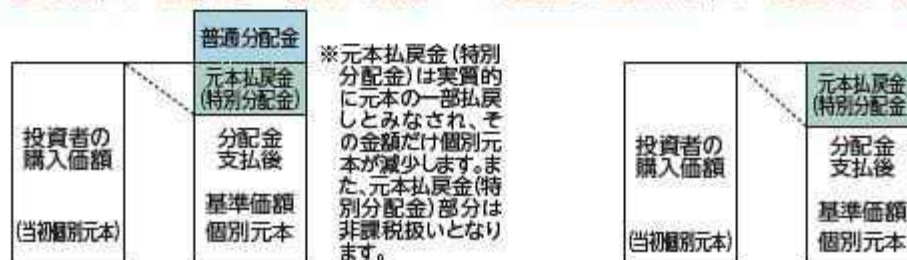 普通分配金
元本払戻金
(特別分配金)
投資者の
購入価額
(当初個別元本)
分配金
支払後
基準価額
個別元本
※元本払戻金(特別
分配金)は実質的
に元本の一部払戻
しとみなされ、そ
の金額だけ個別元
本が減少します。ま
た、元本払戻金(特
別分配金)部分は
非課税扱いとなり
ます。
投資者の
購入価額
(当初個別元本)
元本払戻金
(特別分配金
分配金
支払後
基準価額
個別元本